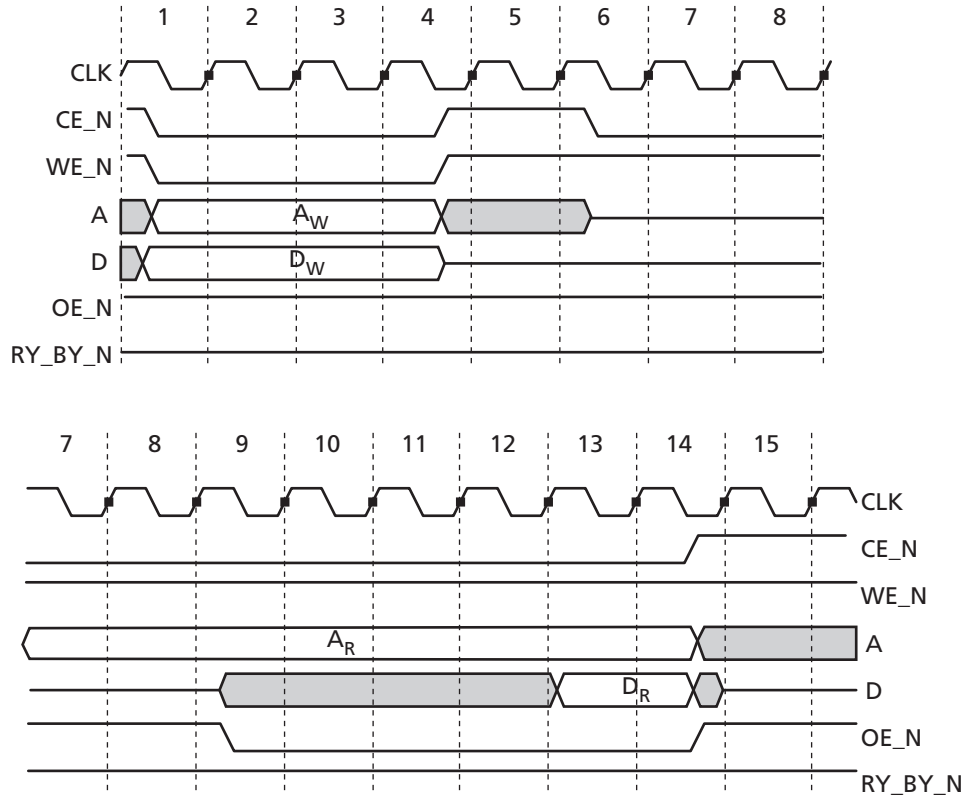 1 2 3 4 5 6 7 8
CLK
CE_N
WE_N
A A_W
D D_W
OE_N
RY_BY_N
7 8 9 10 11 12 13 14 15
CLK
CE_N
WE_N
A_R A
D_R D
OE_N
RY_BY_N